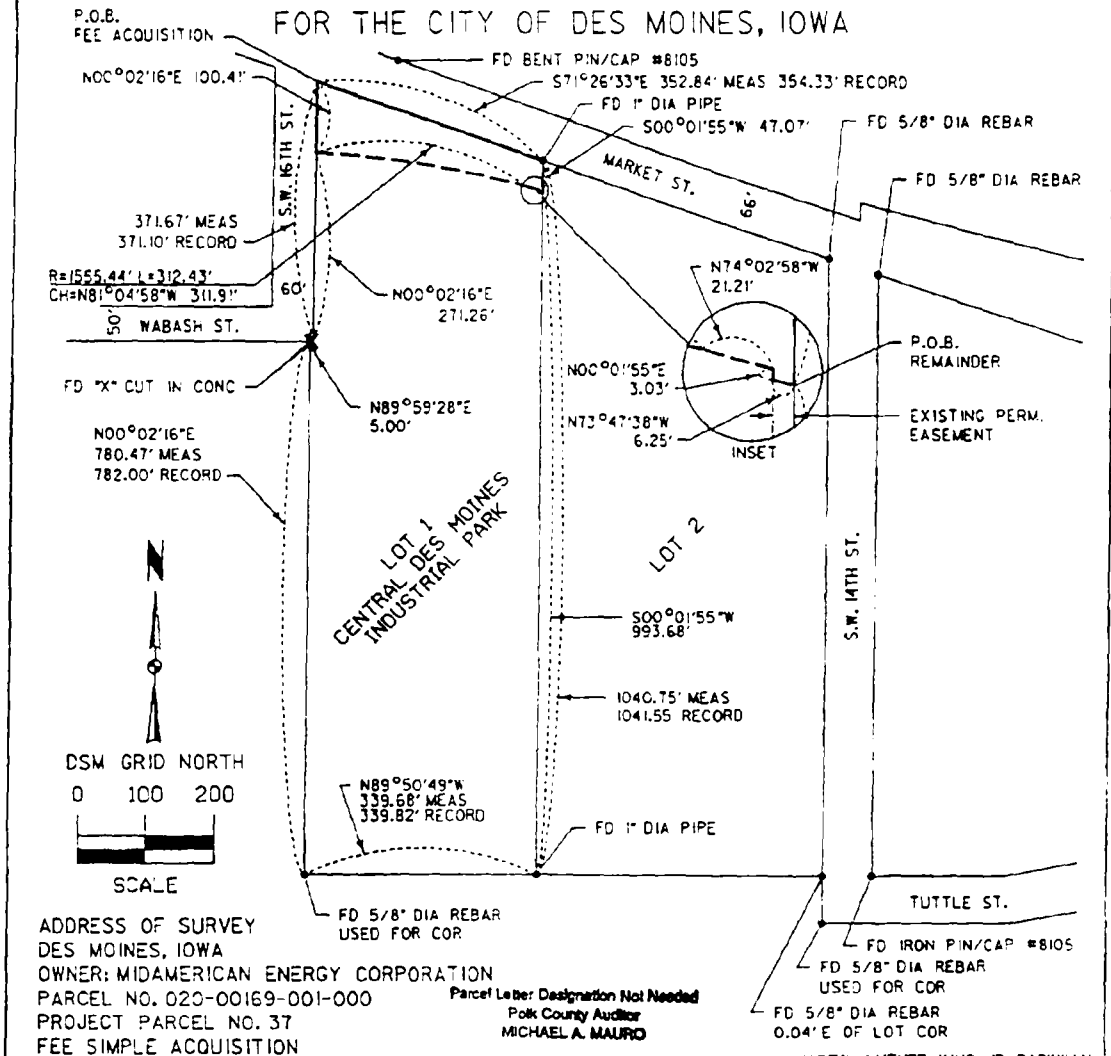 FOR THE CITY OF DES MOINES, IOWA
P.O.B.
FEE ACQUISITION
N00°02'16"E 100.41'
FD BENT PIN/CAP #8105
S71°26'33"E 352.84' MEAS 354.33' RECORD
FD 1" DIA PIPE
S00°01'55"W 47.07'
FD 5/8" DIA REBAR
FD 5/8" DIA REBAR
S.W. 16TH ST.
MARKET ST.
66'
371.67' MEAS
371.10' RECORD
R=1555.44' L=312.43'
CH=N81°04'58"W 311.91'
60'
N00°02'16"E
271.26'
50'
WABASH ST.
FD "X" CUT IN CONC
N89°59'28"E
5.00'
N74°02'58"W
21.21'
P.O.B.
REMAINDER
N00°01'55"E
3.03'
N73°47'38"W
6.25'
EXISTING PERM.
EASEMENT
INSET
N00°02'16"E
780.47' MEAS
782.00' RECORD
LOT 1
CENTRAL DES MOINES
INDUSTRIAL PARK
LOT 2
S.W. 14TH ST.
S00°01'55"W
993.68'
1040.75' MEAS
1041.55 RECORD
N
DSM GRID NORTH
0 100 200
SCALE
N89°50'49"W
339.68' MEAS
339.82' RECORD
FD 1" DIA PIPE
FD 5/8" DIA REBAR
USED FOR COR
TUTTLE ST.
FD IRON PIN/CAP #8105
FD 5/8" DIA REBAR
USED FOR COR
FD 5/8" DIA REBAR
0.04' E OF LOT COR
ADDRESS OF SURVEY
DES MOINES, IOWA
OWNER: MIDAMERICAN ENERGY CORPORATION
PARCEL NO. 020-00169-001-000
PROJECT PARCEL NO. 37
FEE SIMPLE ACQUISITION
Parcel Letter Designation Not Needed
Polk County Auditor
MICHAEL A. MAURO